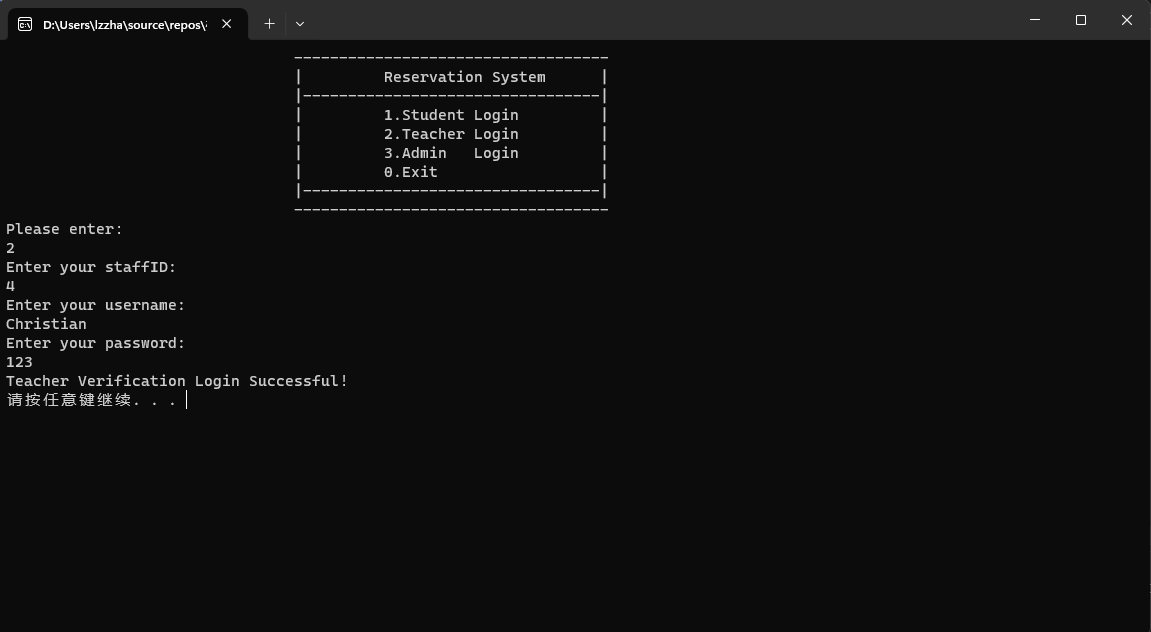 D:\Users\lzzha\source\repos\
---------------------------------
|         Reservation System      |
|---------------------------------|
|         1.Student Login         |
|         2.Teacher Login         |
|         3.Admin   Login         |
|         0.Exit                  |
|---------------------------------|
---------------------------------
Please enter:
2
Enter your staffID:
4
Enter your username:
Christian
Enter your password:
123
Teacher Verification Login Successful!
请按任意键继续. . .